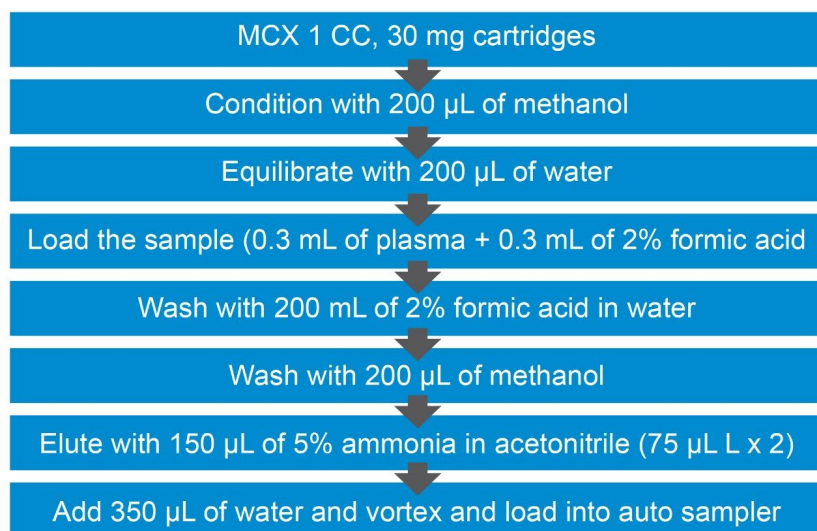 MCX 1 CC, 30 mg cartridges
Condition with 200 µL of methanol
Equilibrate with 200 µL of water
Load the sample (0.3 mL of plasma + 0.3 mL of 2% formic acid
Wash with 200 mL of 2% formic acid in water
Wash with 200 µL of methanol
Elute with 150 µL of 5% ammonia in acetonitrile (75 µL L x 2)
Add 350 µL of water and vortex and load into auto sampler